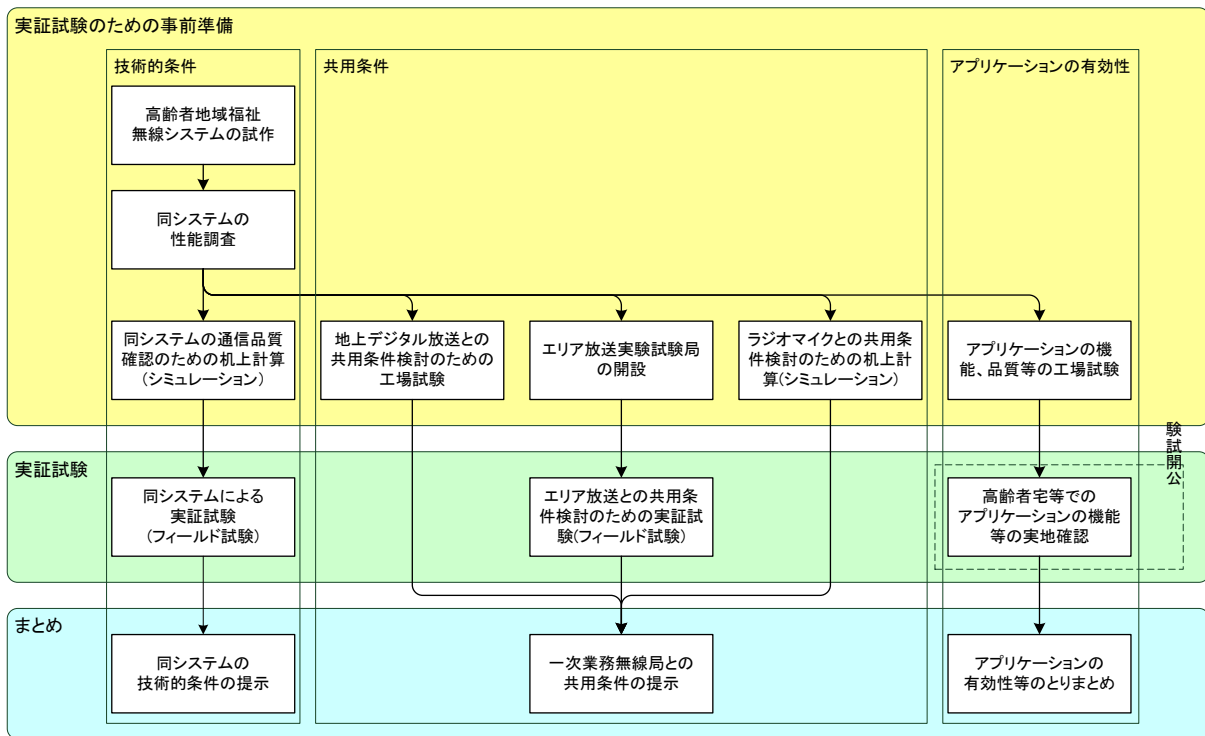 実証試験のための事前準備
技術的条件
共用条件
アプリケーションの有効性
高齢者地域福祉
無線システムの試作
同システムの
性能調査
同システムの通信品質
確認のための机上計算
(シミュレーション)
地上デジタル放送との
共用条件検討のための
工場試験
エリア放送実験試験局
の開設
ラジオマイクとの共用条
件検討のための机上計
算(シミュレーション)
アプリケーションの機
能、品質等の工場試験
実証試験
験試開公
同システムによる
実証試験
(フィールド試験)
エリア放送との共用条
件検討のための実証試
験(フィールド試験)
高齢者宅等での
アプリケーションの機能
等の実地確認
まとめ
同システムの
技術的条件の提示
一次業務無線局との
共用条件の提示
アプリケーションの
有効性等のとりまとめ